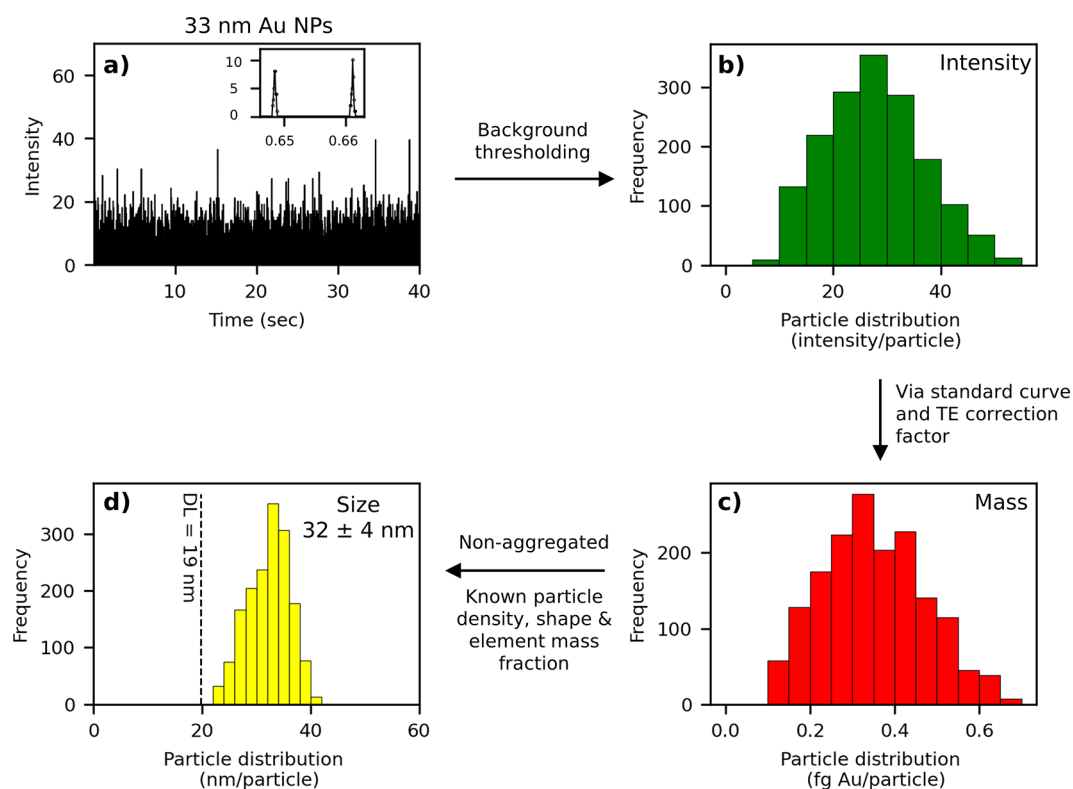 33 nm Au NPs
a)
Intensity
60
40
20
0
10
5
0
0.65
0.66
10
20
30
40
Time (sec)
Background
thresholding
b)
Intensity
Frequency
300
200
100
0
0
20
40
Particle distribution
(intensity/particle)
Via standard curve
and TE correction
factor
d)
DL = 19 nm
Size
32 ± 4 nm
Frequency
300
200
100
0
0
20
40
60
Particle distribution
(nm/particle)
Non-aggregated
Known particle
density, shape &
element mass
fraction
c)
Mass
Frequency
200
100
0
0.0
0.2
0.4
0.6
Particle distribution
(fg Au/particle)